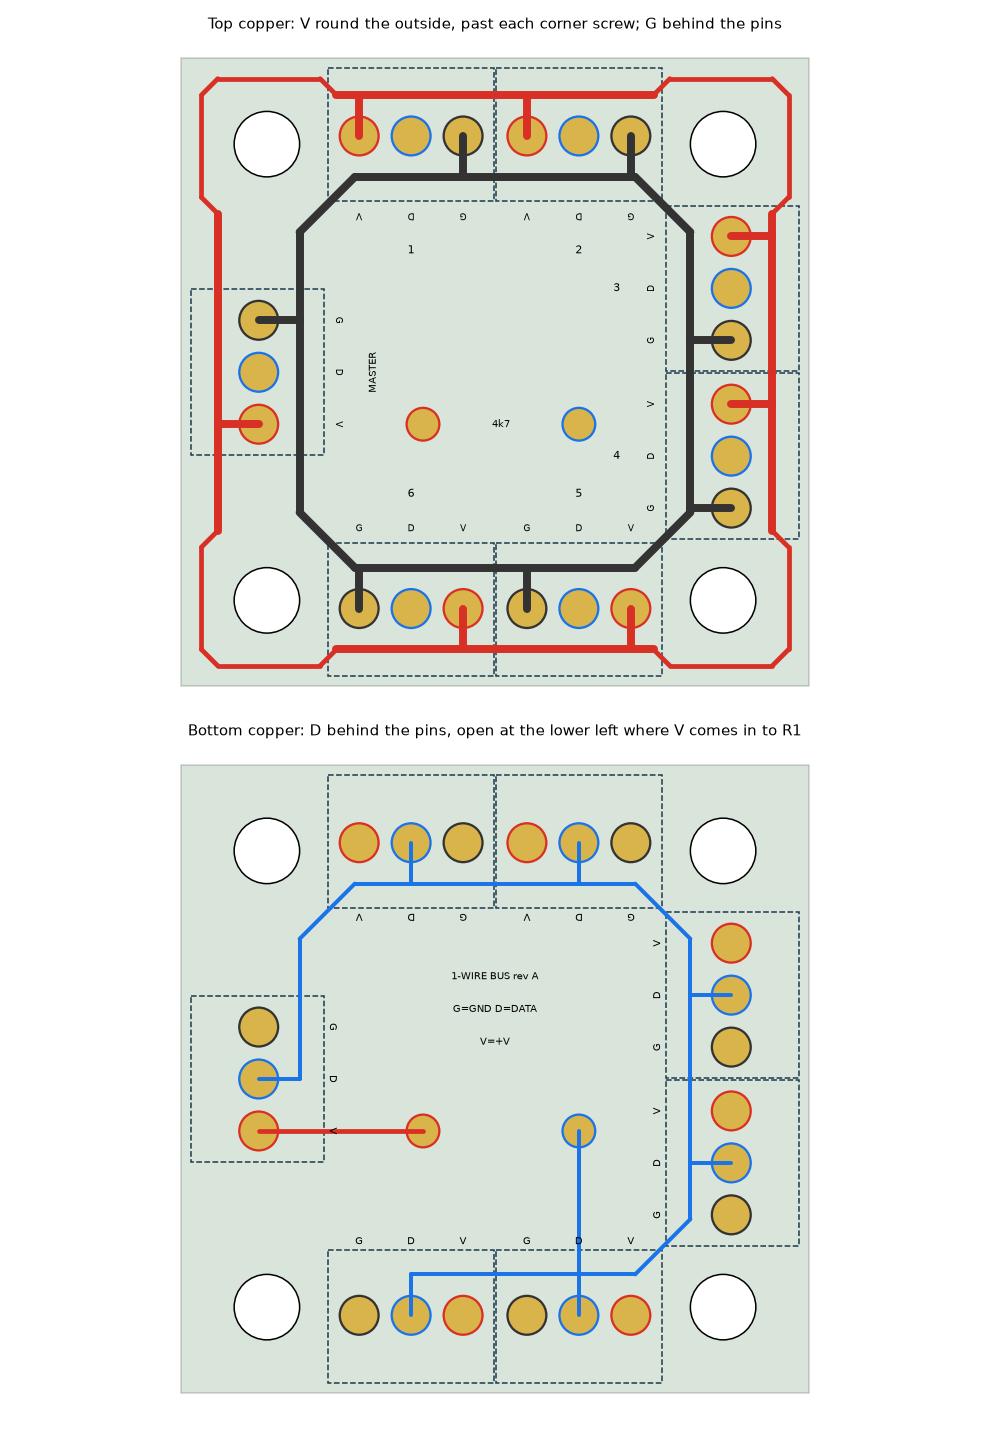 Top copper: V round the outside, past each corner screw; G behind the pins
V D G V D G
1 2
V
3 D
G
G
D
V
MASTER
4k7
V
4 D
G
6 5
G D V G D V
Bottom copper: D behind the pins, open at the lower left where V comes in to R1
V D G V D G
V
D
G
1-WIRE BUS rev A
G=GND D=DATA
V=+V
G
D
V
V
D
G
G D V G D V